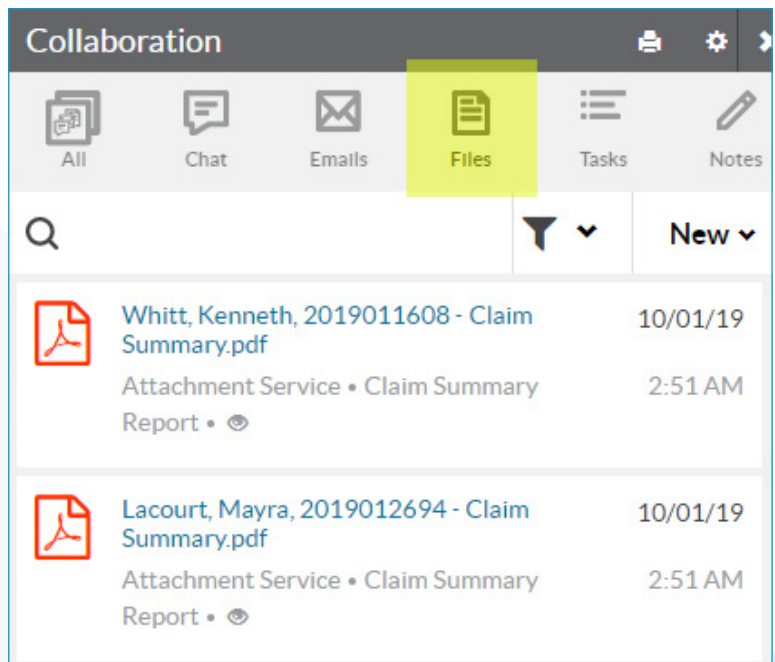 Collaboration
All Chat Emails Files Tasks Notes
New
Whitt, Kenneth, 2019011608 - Claim 10/01/19
Summary.pdf
Attachment Service • Claim Summary 2:51 AM
Report •
Lacourt, Mayra, 2019012694 - Claim 10/01/19
Summary.pdf
Attachment Service • Claim Summary 2:51 AM
Report •